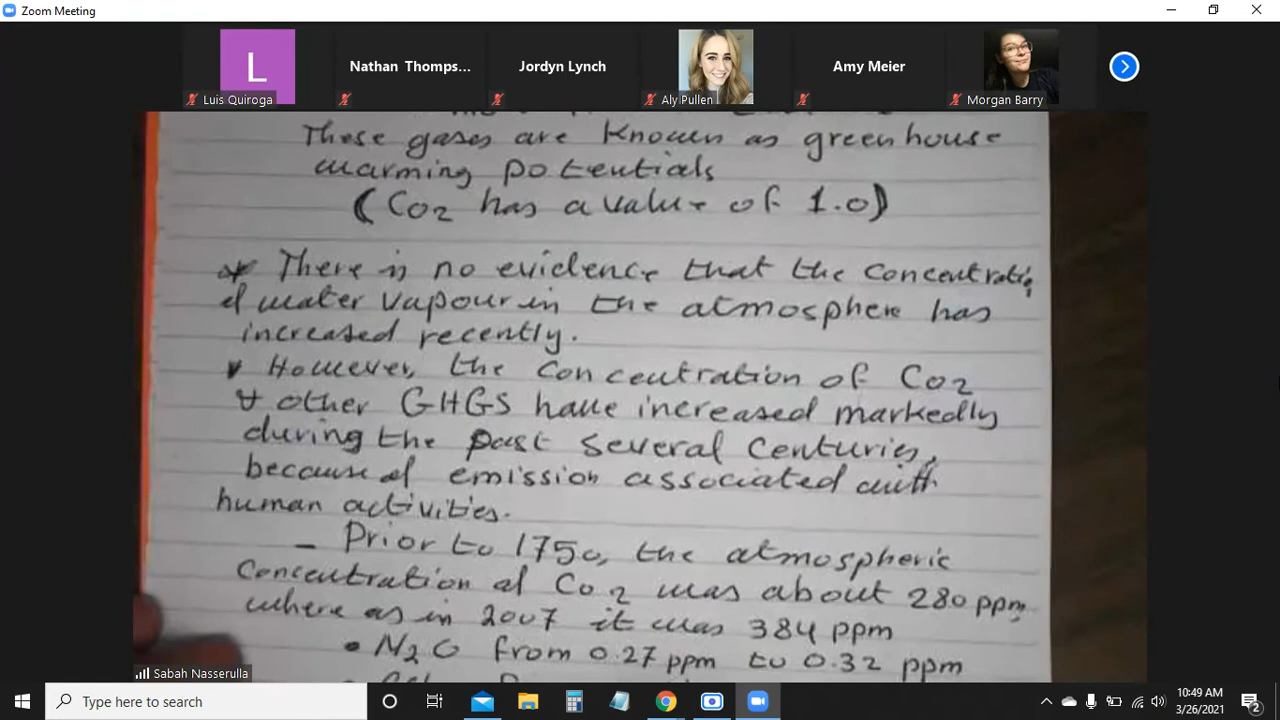 Zoom Meeting
L
Luis Quiroga
Nathan Thomps...
Jordyn Lynch
Aly Pullen
Amy Meier
Morgan Barry
These gases are known as greenhouse
warming potentials
(CO2 has a value of 1.0)
* There is no evidence that the concentratio
of water vapour in the atmosphere has
increased recently.
However, the concentration of CO2
& other GHGS have increased markedly
during the past several centuries,
because of emission associated with
human activities.
- Prior to 1750, the atmospheric
concentration of CO2 was about 280 ppm,
where as in 2007 it was 384 ppm
• N2O from 0.27 ppm to 0.32 ppm
Sabah Nasserulla
Type here to search
10:49 AM
3/26/2021
2